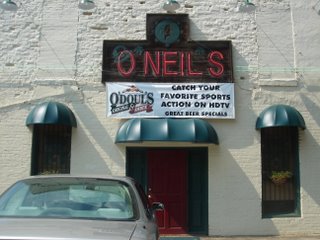 O'NEIL'S
O'DOUL'S
CATCH YOUR
FAVORITE SPORTS
ACTION ON HDTV
GREAT BEER SPECIALS